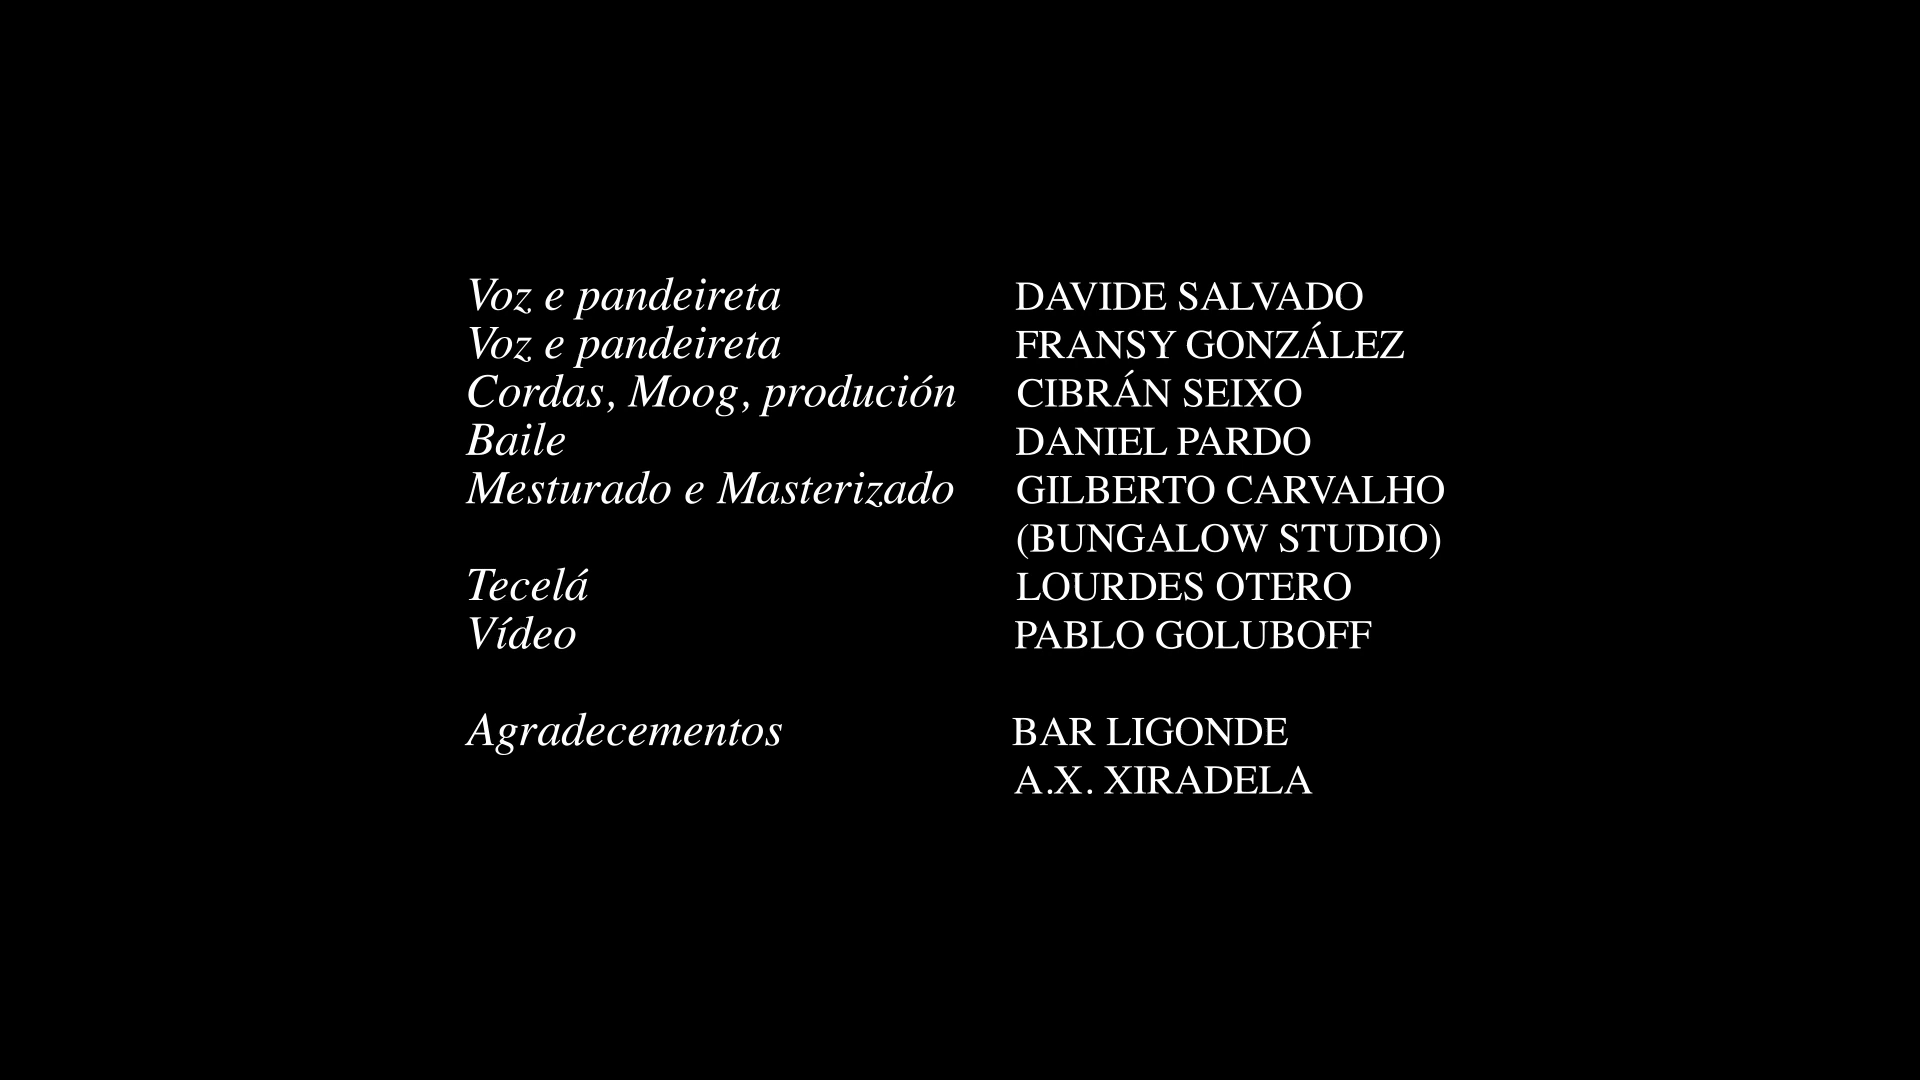 Voz e pandeireta DAVIDE SALVADO
Voz e pandeireta FRANSY GONZÁLEZ
Cordas, Moog, produción CIBRÁN SEIXO
Baile DANIEL PARDO
Mesturado e Masterizado GILBERTO CARVALHO
(BUNGALOW STUDIO)
Tecelá LOURDES OTERO
Vídeo PABLO GOLUBOFF
Agradecementos BAR LIGONDE
A.X. XIRADELA